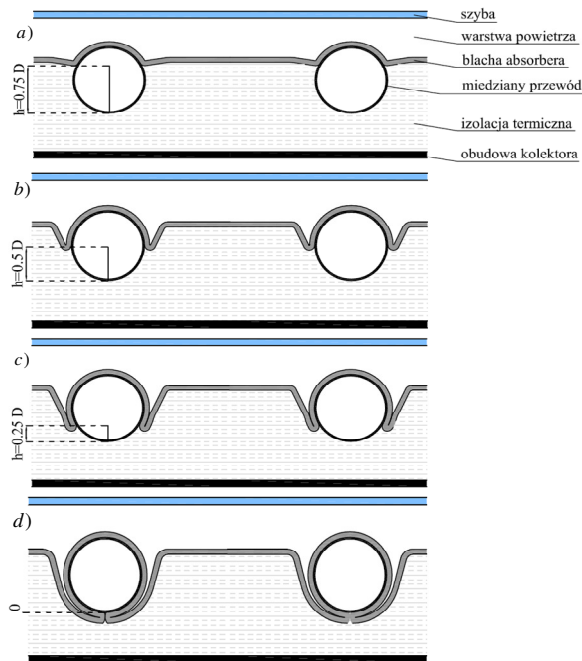 szyba
a)
warstwa powietrza
blacha absorbera
miedziany przewód
h=0.75 D
izolacja termiczna
obudowa kolektora
b)
h=0.5 D
c)
h=0.25 D
d)
0